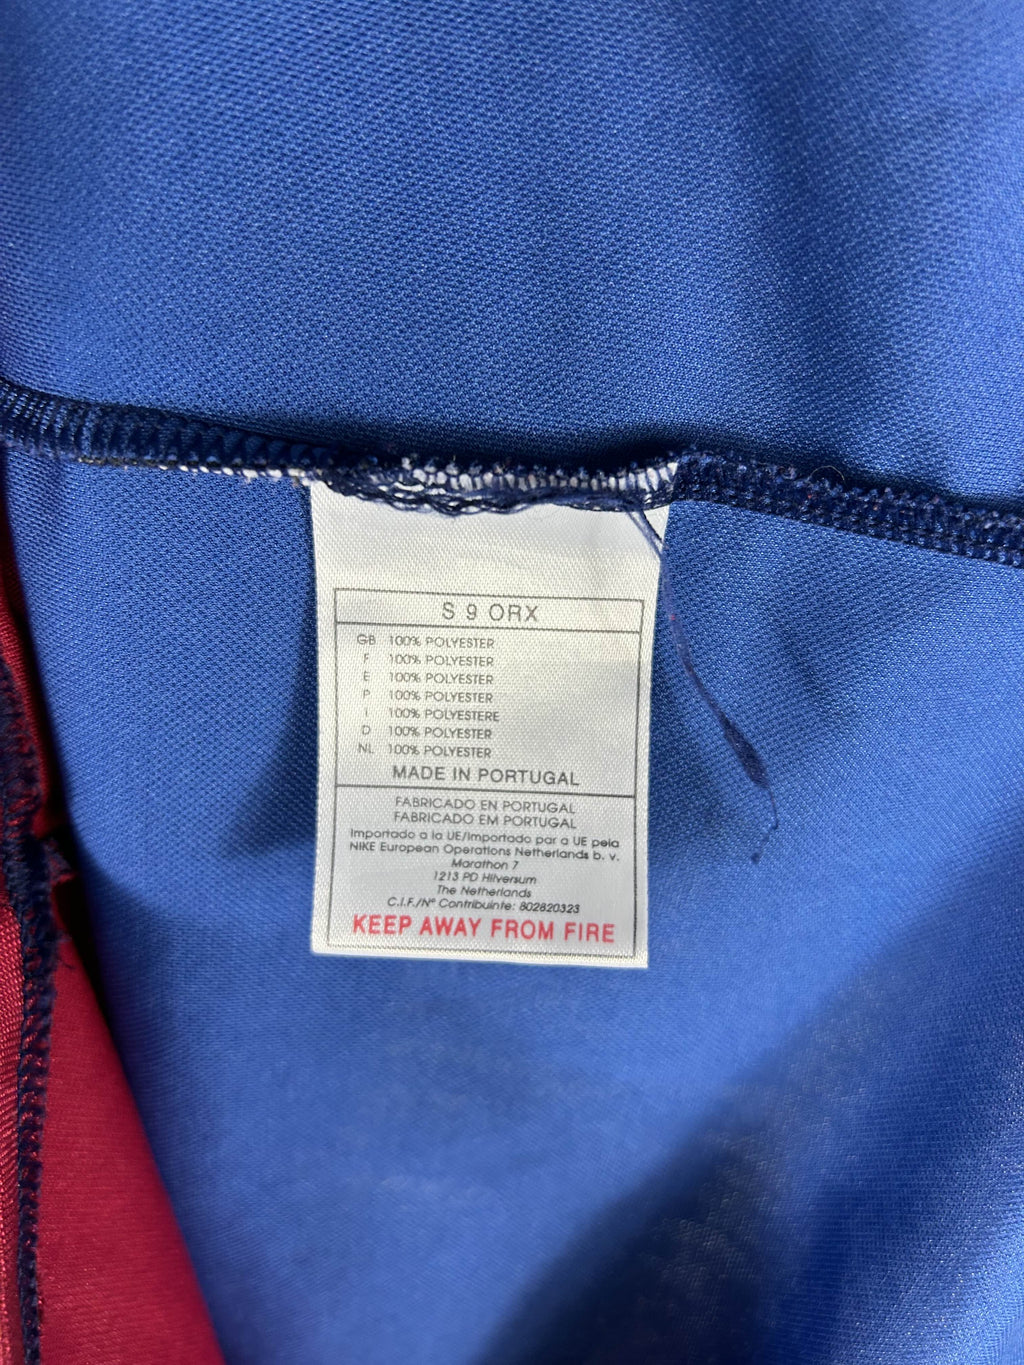 S 9 ORX
GB 100% POLYESTER
F 100% POLYESTER
E 100% POLYESTER
P 100% POLYESTER
I 100% POLYESTERE
D 100% POLYESTER
NL 100% POLYESTER
MADE IN PORTUGAL
FABRICADO EN PORTUGAL
FABRICADO EM PORTUGAL
Importado a la UE/Importado par a UE pela
NIKE European Operations Netherlands b. v.
Marathon 7
1213 PD Hilversum
The Netherlands
C.I.F./Nº Contribuinte: 802820323
KEEP AWAY FROM FIRE